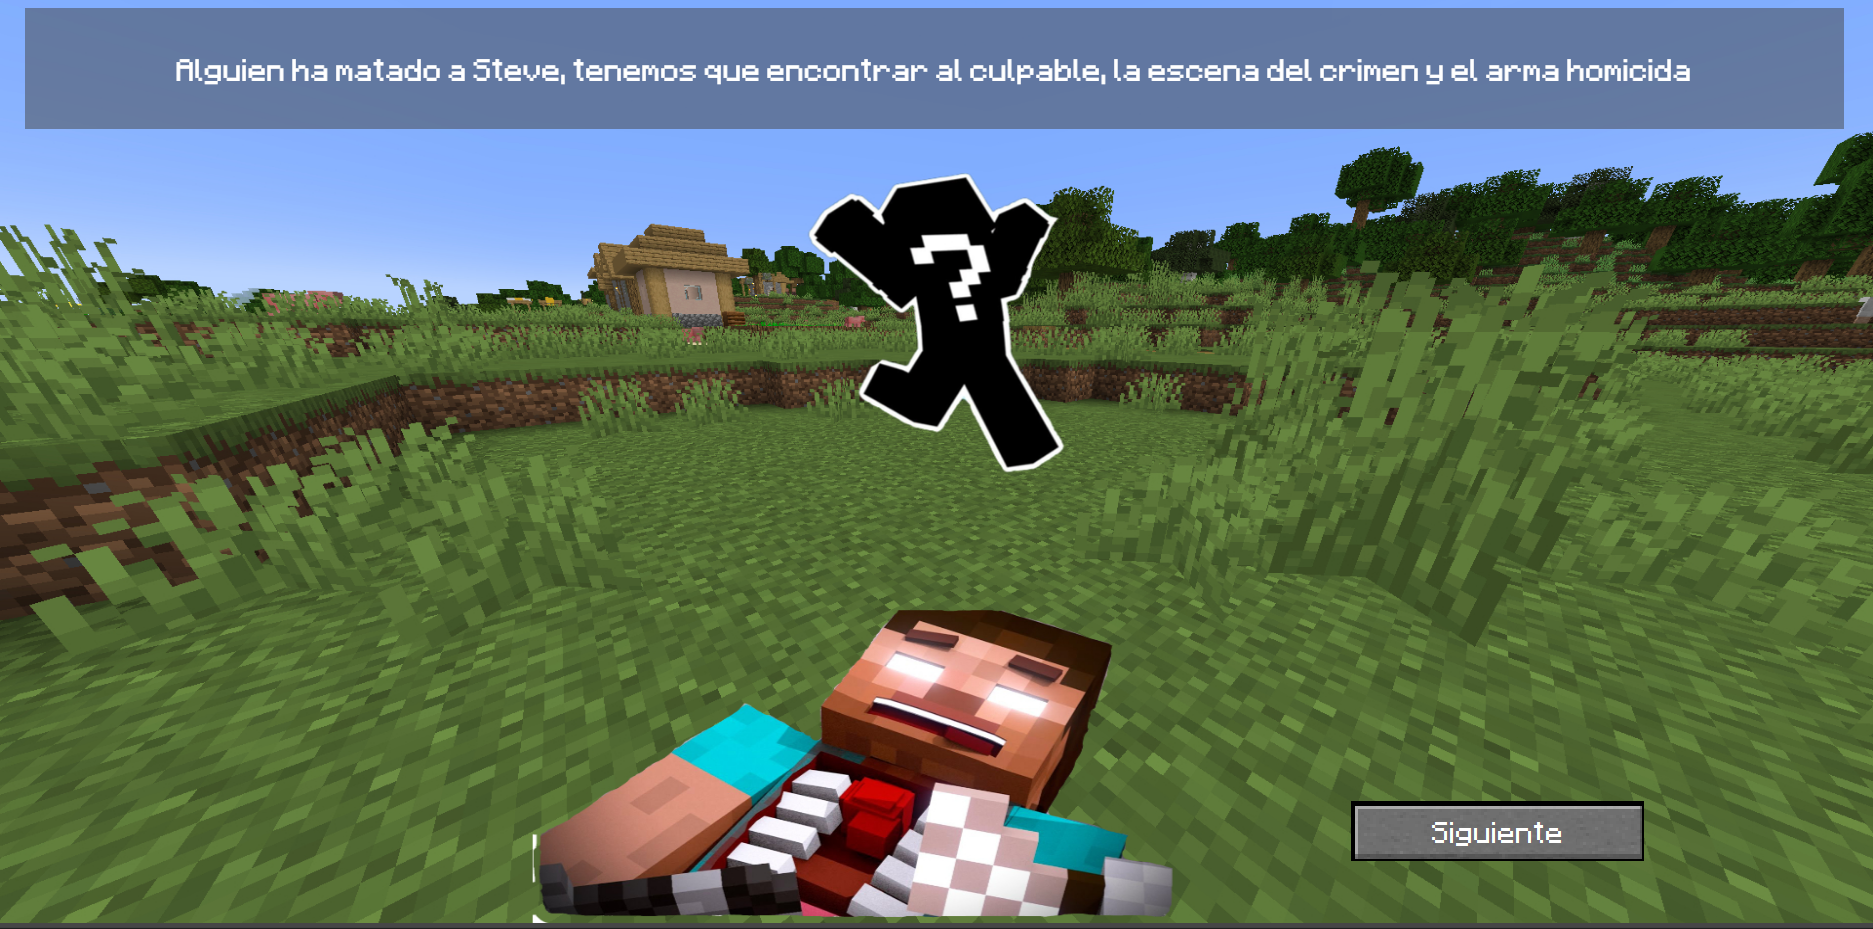 Alguien ha matado a Steve, tenemos que encontrar al culpable, la escena del crimen y el arma homicida
?
Siguiente